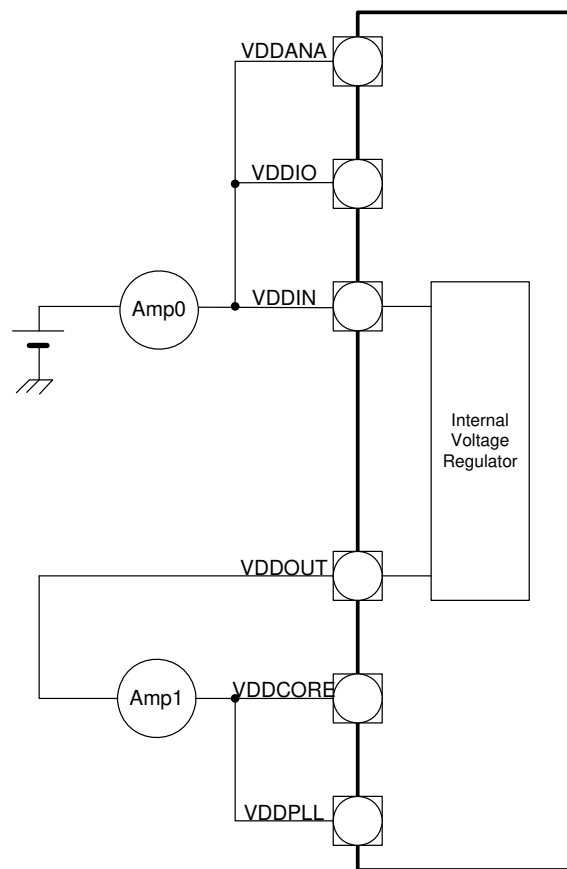 VDDANA
VDDIO
VDDIN
Amp0
Internal
Voltage
Regulator
VDDOUT
Amp1
VDDCORE
VDDPLL